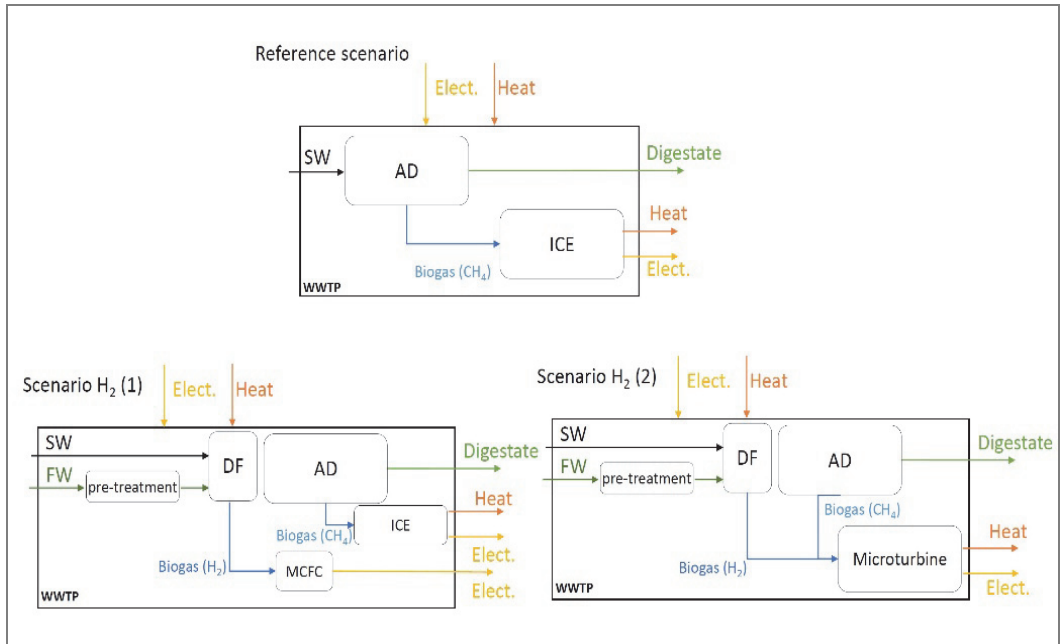 Reference scenario
Elect.
Heat
SW
AD
Digestate
ICE
Heat
Biogas (CH₄)
Elect.
WWTP
Scenario H₂ (1)
Elect.
Heat
SW
FW
pre-treatment
DF
AD
Digestate
Biogas (CH₄)
ICE
Heat
Elect.
Biogas (H₂)
MCFC
Elect.
WWTP
Scenario H₂ (2)
Elect.
Heat
SW
FW
pre-treatment
DF
AD
Digestate
Biogas (CH₄)
Biogas (H₂)
Microturbine
Heat
Elect.
WWTP